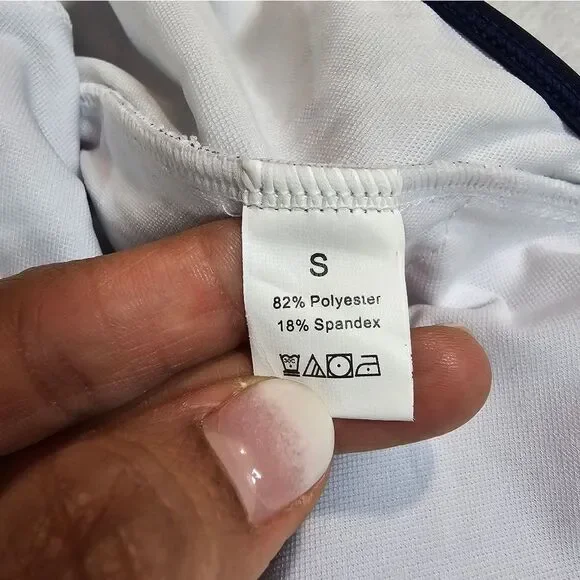 S
82% Polyester
18% Spandex